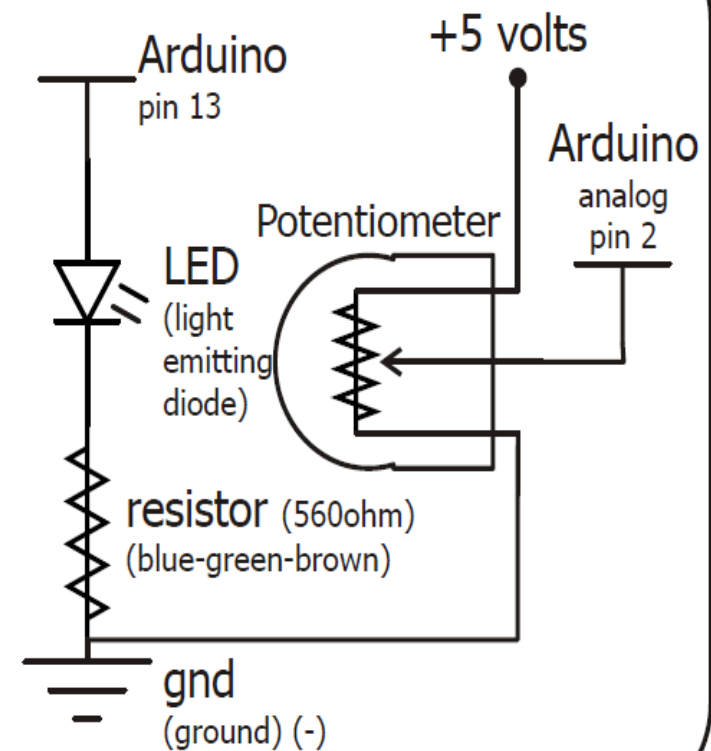 Arduino
pin 13
+5 volts
Arduino
analog
pin 2
Potentiometer
LED
(light
emitting
diode)
resistor (560ohm)
(blue-green-brown)
gnd
(ground) (-)